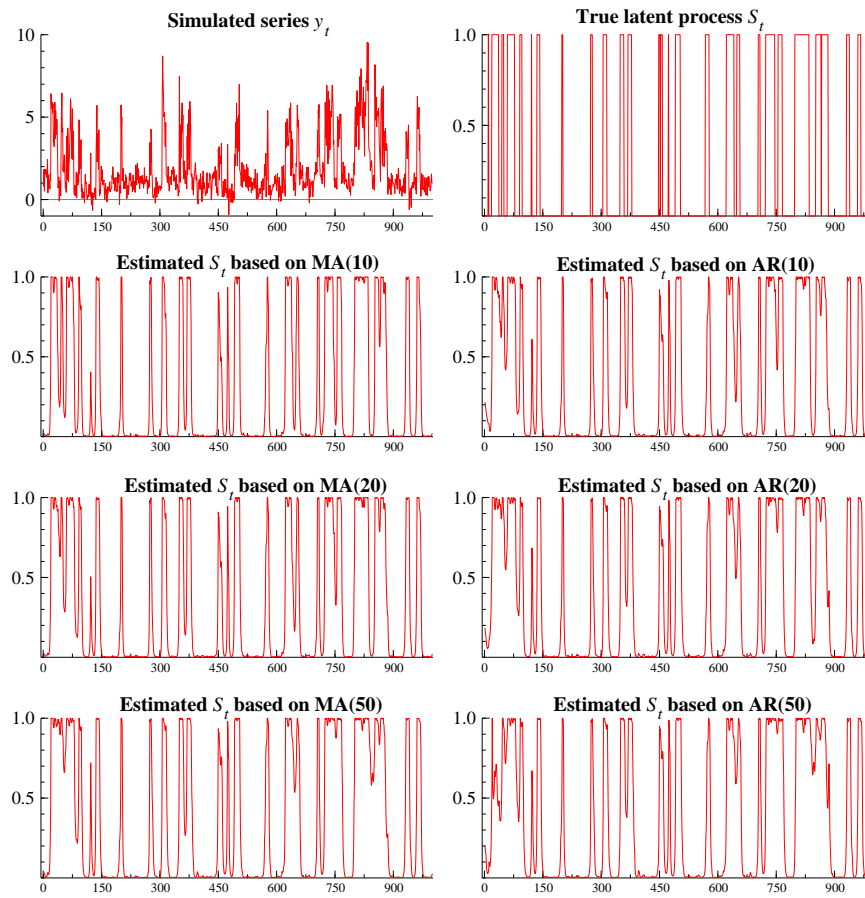 Simulated series y_t
10
5
0
0 150 300 450 600 750 900
True latent process S_t
1.0
0.5
0 150 300 450 600 750 900
Estimated S_t based on MA(10)
1.0
0.5
0 150 300 450 600 750 900
Estimated S_t based on AR(10)
1.0
0.5
0 150 300 450 600 750 900
Estimated S_t based on MA(20)
1.0
0.5
0 150 300 450 600 750 900
Estimated S_t based on AR(20)
1.0
0.5
0 150 300 450 600 750 900
Estimated S_t based on MA(50)
1.0
0.5
0 150 300 450 600 750 900
Estimated S_t based on AR(50)
1.0
0.5
0 150 300 450 600 750 900